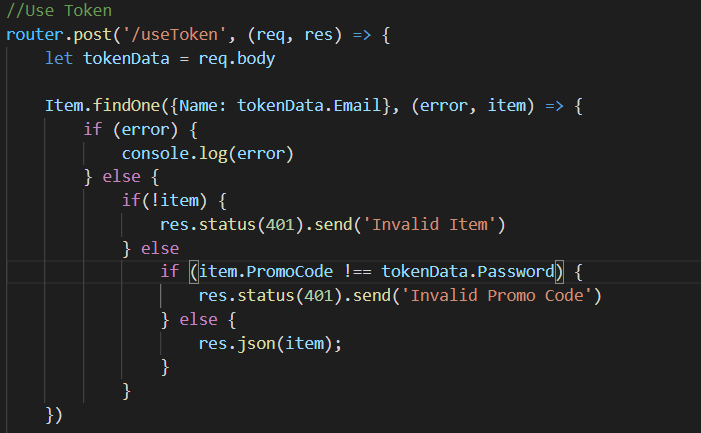 //Use Token
router.post('/useToken', (req, res) => {
    let tokenData = req.body

    Item.findOne({Name: tokenData.Email}, (error, item) => {
        if (error) {
            console.log(error)
        } else {
            if(!item) {
                res.status(401).send('Invalid Item')
            } else
                if (item.PromoCode !== tokenData.Password) {
                    res.status(401).send('Invalid Promo Code')
                } else {
                    res.json(item);
                }
            }
    })